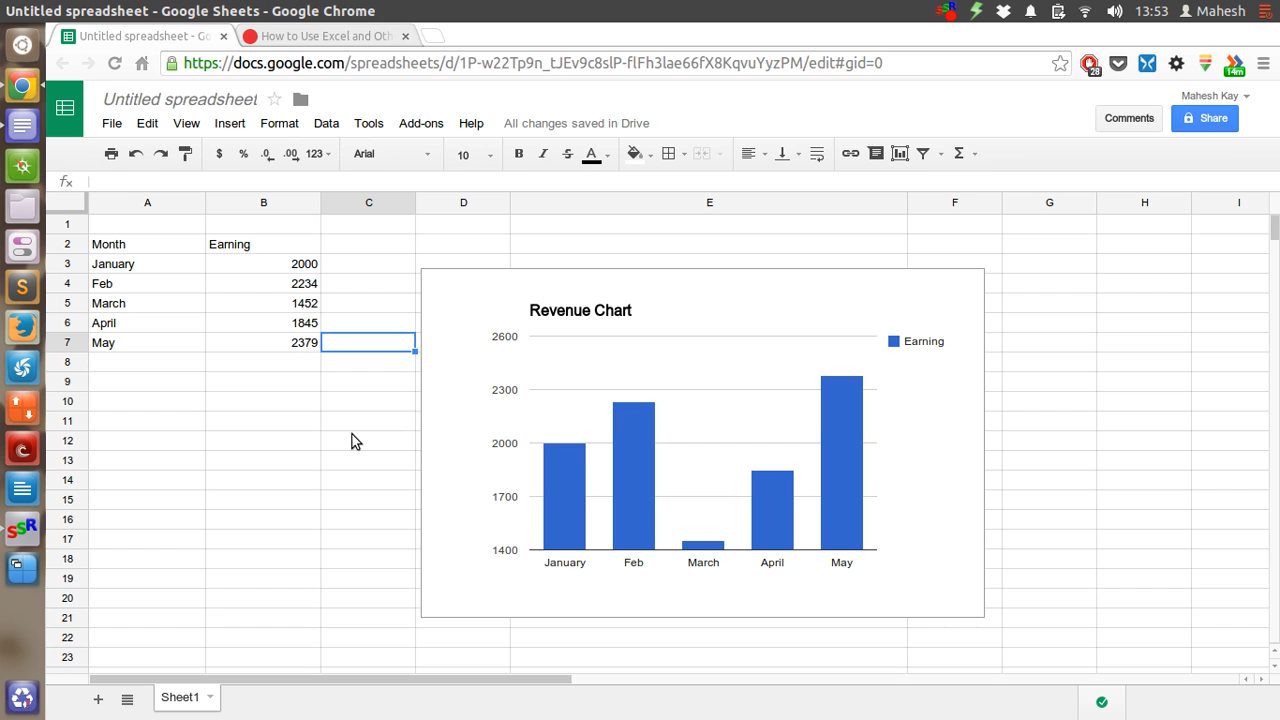 Untitled spreadsheet - Google Sheets - Google Chrome
13:53 Mahesh
Untitled spreadsheet - Go
How to Use Excel and Oth
https://docs.google.com/spreadsheets/d/1P-w22Tp9n_tJEv9c8slP-flFh3lae66fX8KqvuYyzPM/edit#gid=0
28
14m
Untitled spreadsheet
Mahesh Kay
File Edit View Insert Format Data Tools Add-ons Help All changes saved in Drive
Comments Share
$ % .0 .00 123 Arial 10 B I S A Σ
fx
A B C D E F G H I
1
2 Month Earning
3 January 2000
4 Feb 2234
5 March 1452
6 April 1845
7 May 2379
8
9
10
11
12
13
14
15
16
17
18
19
20
21
22
23
Revenue Chart
Earning
2600
2300
2000
1700
1400
January Feb March April May
Sheet1